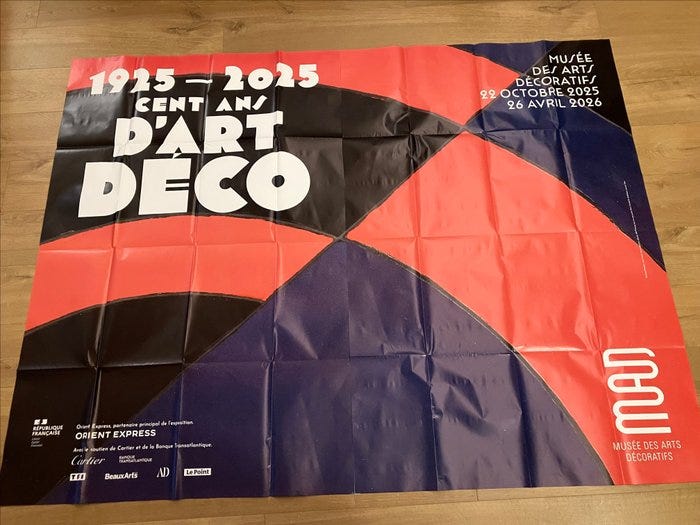 1925 – 2025
CENT ANS
D'ART
DÉCO
MUSÉE
DES ARTS
DÉCORATIFS
22 OCTOBRE 2025
26 AVRIL 2026
RÉPUBLIQUE
FRANÇAISE
Orient Express, partenaire principal de l'exposition.
ORIENT EXPRESS
Avec le soutien de Cartier et de la Banque Transatlantique.
Cartier
BANQUE
TRANSATLANTIQUE
BeauxArts
AD
Le Point
MAD
MUSÉE DES ARTS
DÉCORATIFS